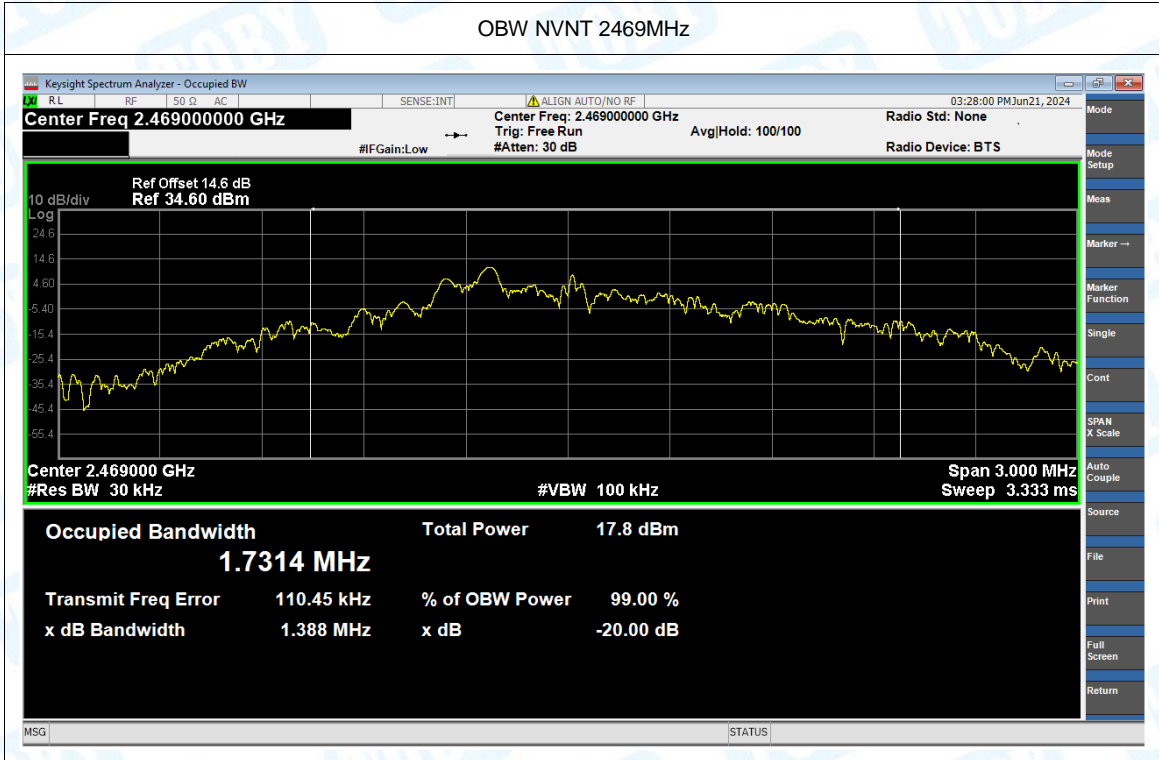 OBW NVNT 2469MHz
Keysight Spectrum Analyzer - Occupied BW
LXI RL RF 50 Ω AC SENSE:INT ALIGN AUTO/NO RF 03:28:00 PM Jun 21, 2024
Center Freq 2.469000000 GHz
Center Freq: 2.469000000 GHz Radio Std: None
Trig: Free Run Avg|Hold: 100/100
#IFGain:Low #Atten: 30 dB Radio Device: BTS
Ref Offset 14.6 dB
10 dB/div Ref 34.60 dBm
Log
24.6
14.6
4.60
-5.40
-15.4
-25.4
-35.4
-45.4
-55.4
Center 2.469000 GHz Span 3.000 MHz
#Res BW 30 kHz #VBW 100 kHz Sweep 3.333 ms
Occupied Bandwidth Total Power 17.8 dBm
1.7314 MHz
Transmit Freq Error 110.45 kHz % of OBW Power 99.00 %
x dB Bandwidth 1.388 MHz x dB -20.00 dB
MSG STATUS
Mode
Mode
Setup
Meas
Marker →
Marker
Function
Single
Cont
SPAN
X Scale
Auto
Couple
Source
File
Print
Full
Screen
Return
TOBY